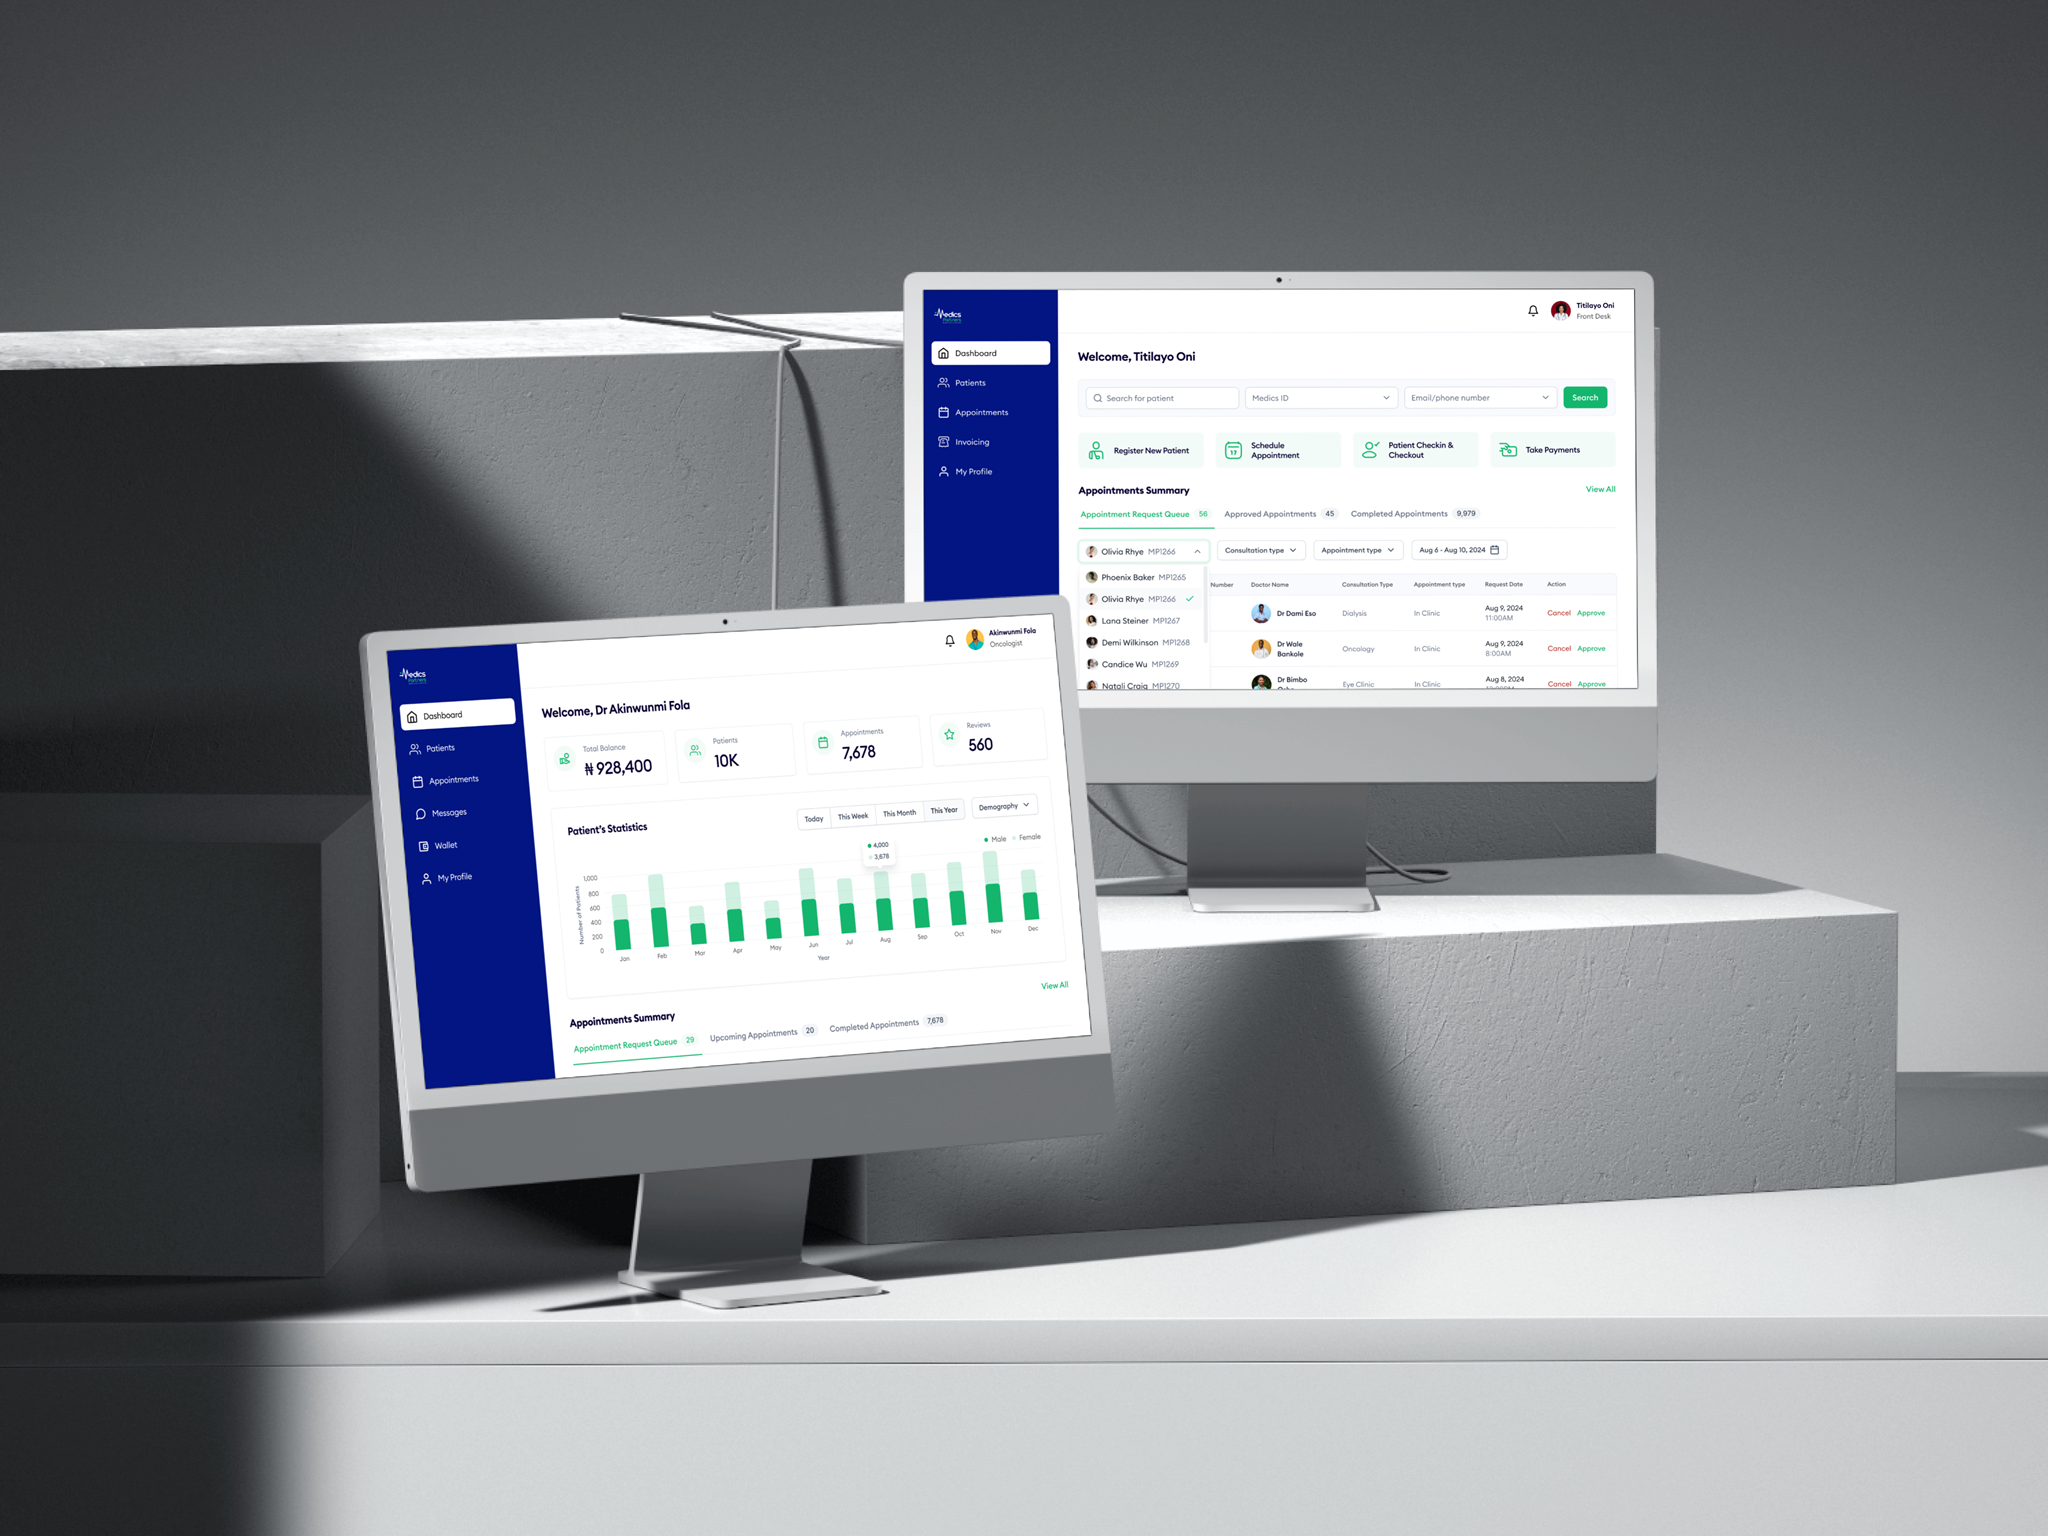 Medics
Partners
Titilayo Oni
Front Desk
Dashboard
Patients
Appointments
Invoicing
My Profile
Welcome, Titilayo Oni
Search for patient
Medics ID
Email/phone number
Search
Register New Patient
Schedule
Appointment
Patient Checkin &
Checkout
Take Payments
Appointments Summary
View All
Appointment Request Queue 56
Approved Appointments 45
Completed Appointments 9,979
Olivia Rhye MP1266
Consultation type
Appointment type
Aug 6 - Aug 10, 2024
Phoenix Baker MP1265
Olivia Rhye MP1266
Lana Steiner MP1267
Demi Wilkinson MP1268
Candice Wu MP1269
Natali Craig MP1270
Number
Doctor Name
Consultation Type
Appointment type
Request Date
Action
Dr Dami Eso
Dialysis
In Clinic
Aug 9, 2024
11:00AM
Cancel
Approve
Dr Wale
Bankole
Oncology
In Clinic
Aug 9, 2024
8:00AM
Cancel
Approve
Dr Bimbo
Eye Clinic
In Clinic
Aug 8, 2024
Cancel
Approve
Medics
Partners
Akinwunmi Fola
Oncologist
Dashboard
Patients
Appointments
Messages
Wallet
My Profile
Welcome, Dr Akinwunmi Fola
Total Balance
₦ 928,400
Patients
10K
Appointments
7,678
Reviews
560
Patient's Statistics
Today
This Week
This Month
This Year
Demography
Male
Female
4,000
3,678
Number of Patients
1,000
800
600
400
200
0
Jan
Feb
Mar
Apr
May
Jun
Jul
Aug
Sep
Oct
Nov
Dec
Year
View All
Appointments Summary
Appointment Request Queue 29
Upcoming Appointments 20
Completed Appointments 7,678